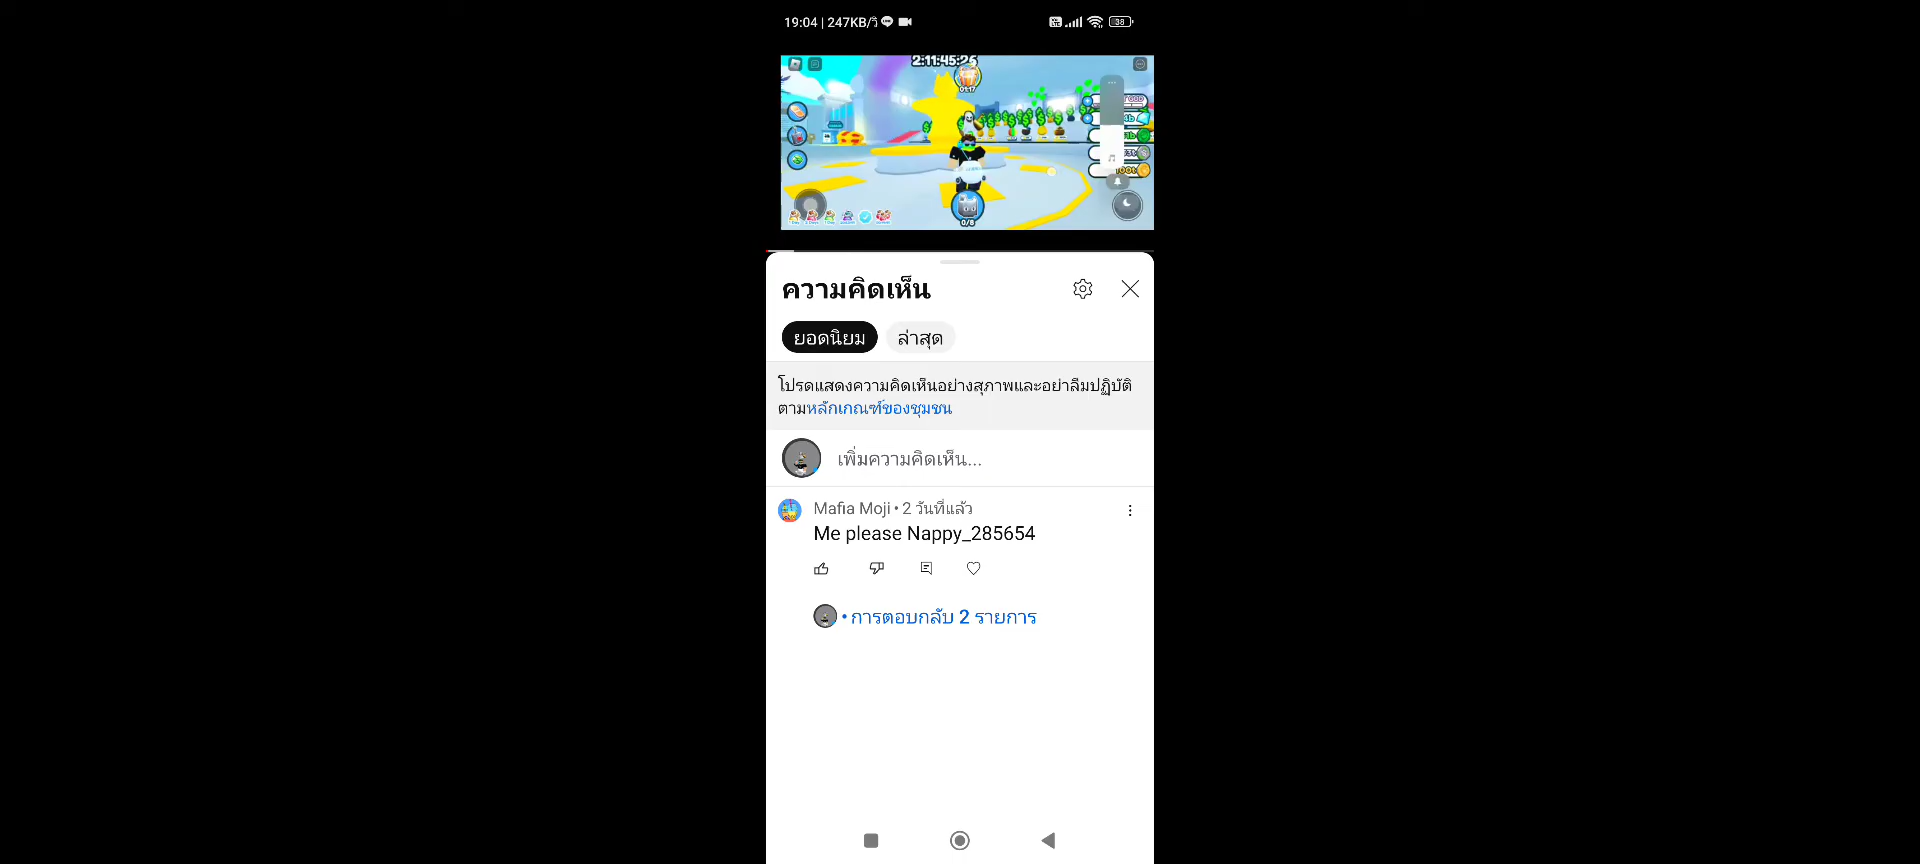 19:04 | 247KB/วิ
38
2:11:45:25
01:17
0/8
ความคิดเห็น
ยอดนิยม ล่าสุด
โปรดแสดงความคิดเห็นอย่างสุภาพและอย่าลืมปฏิบัติ
ตามหลักเกณฑ์ของชุมชน
เพิ่มความคิดเห็น...
Mafia Moji • 2 วันที่แล้ว
Me please Nappy_285654
• การตอบกลับ 2 รายการ